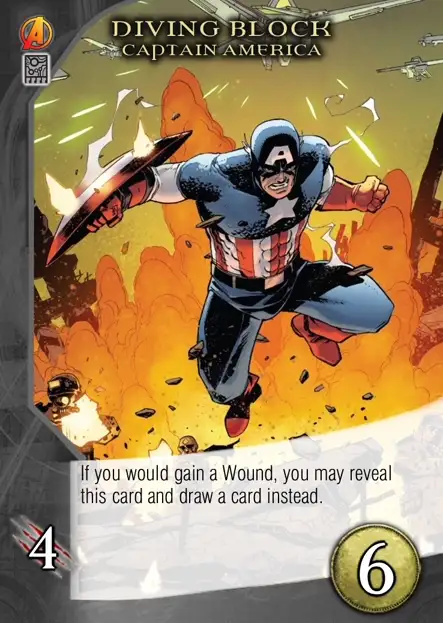 DIVING BLOCK
CAPTAIN AMERICA
If you would gain a Wound, you may reveal
this card and draw a card instead.
4
6